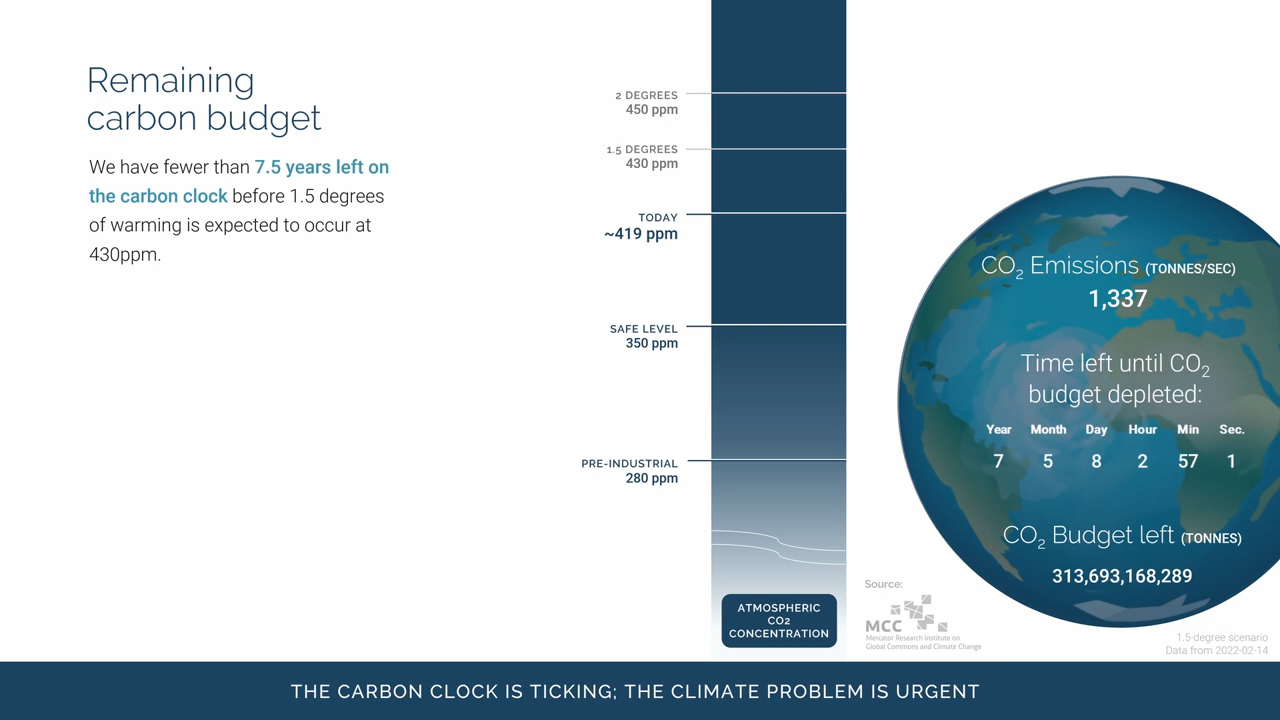 Remaining
carbon budget
We have fewer than 7.5 years left on
the carbon clock before 1.5 degrees
of warming is expected to occur at
430ppm.
2 DEGREES
450 ppm
1.5 DEGREES
430 ppm
TODAY
~419 ppm
SAFE LEVEL
350 ppm
PRE-INDUSTRIAL
280 ppm
ATMOSPHERIC
CO2
CONCENTRATION
CO₂ Emissions (TONNES/SEC)
1,337
Time left until CO₂
budget depleted:
Year Month Day Hour Min Sec.
7 5 8 2 57 1
CO₂ Budget left (TONNES)
313,693,168,289
Source:
MCC
Mercator Research Institute on
Global Commons and Climate Change
1.5-degree scenario
Data from 2022-02-14
THE CARBON CLOCK IS TICKING; THE CLIMATE PROBLEM IS URGENT